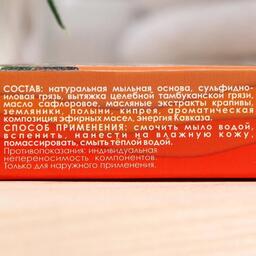 СОСТАВ: натуральная мыльная основа, сульфидно-
иловая грязь, вытяжка целебной тамбуканской грязи,
масло сафлоровое, масляные экстракты крапивы,
земляники, полыни, кипрея, ароматическая
композиция эфирных масел, энергия Кавказа.
СПОСОБ ПРИМЕНЕНИЯ: смочить мыло водой,
вспенить, нанести на влажную кожу,
помассировать, смыть тёплой водой.
Противопоказания: индивидуальная
непереносимость компонентов.
Только для наружного применения.